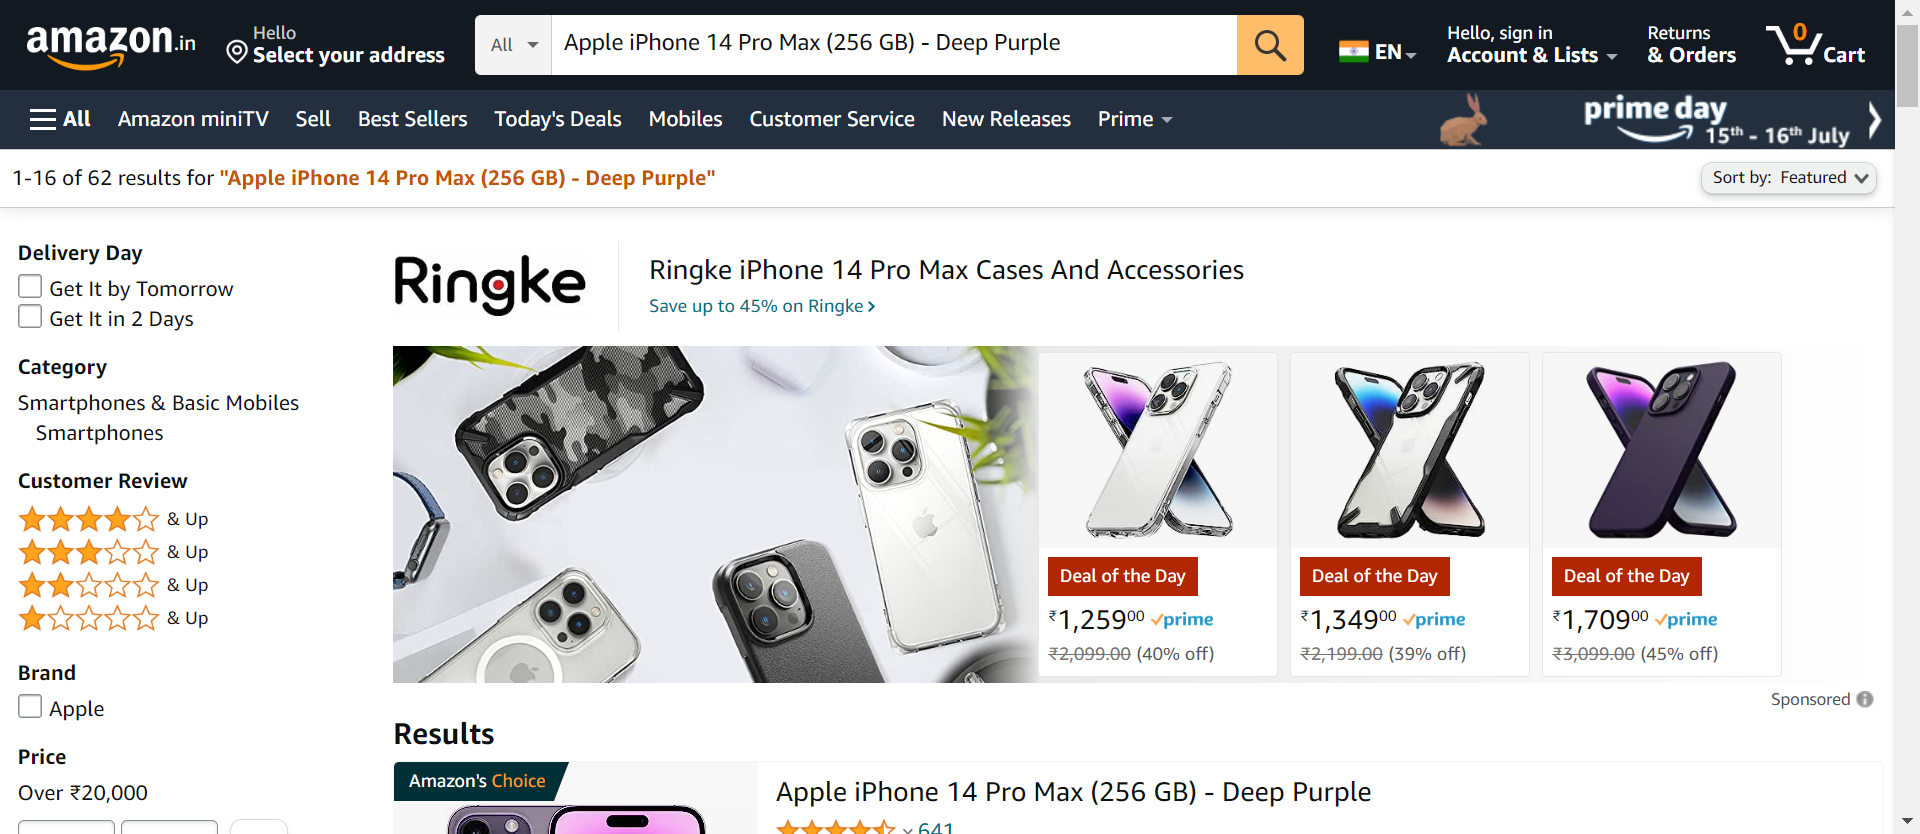 amazon.in
Hello
Select your address
All
Apple iPhone 14 Pro Max (256 GB) - Deep Purple
EN
Hello, sign in
Account & Lists
Returns
& Orders
0
Cart
All
Amazon miniTV
Sell
Best Sellers
Today's Deals
Mobiles
Customer Service
New Releases
Prime
prime day
15th - 16th July
1-16 of 62 results for "Apple iPhone 14 Pro Max (256 GB) - Deep Purple"
Sort by: Featured
Delivery Day
Get It by Tomorrow
Get It in 2 Days
Category
Smartphones & Basic Mobiles
Smartphones
Customer Review
& Up
& Up
& Up
& Up
Brand
Apple
Price
Over ₹20,000
Ringke
Ringke iPhone 14 Pro Max Cases And Accessories
Save up to 45% on Ringke
Deal of the Day
₹1,259.00 prime
₹2,099.00 (40% off)
Deal of the Day
₹1,349.00 prime
₹2,199.00 (39% off)
Deal of the Day
₹1,709.00 prime
₹3,099.00 (45% off)
Sponsored
Results
Amazon's Choice
Apple iPhone 14 Pro Max (256 GB) - Deep Purple
641